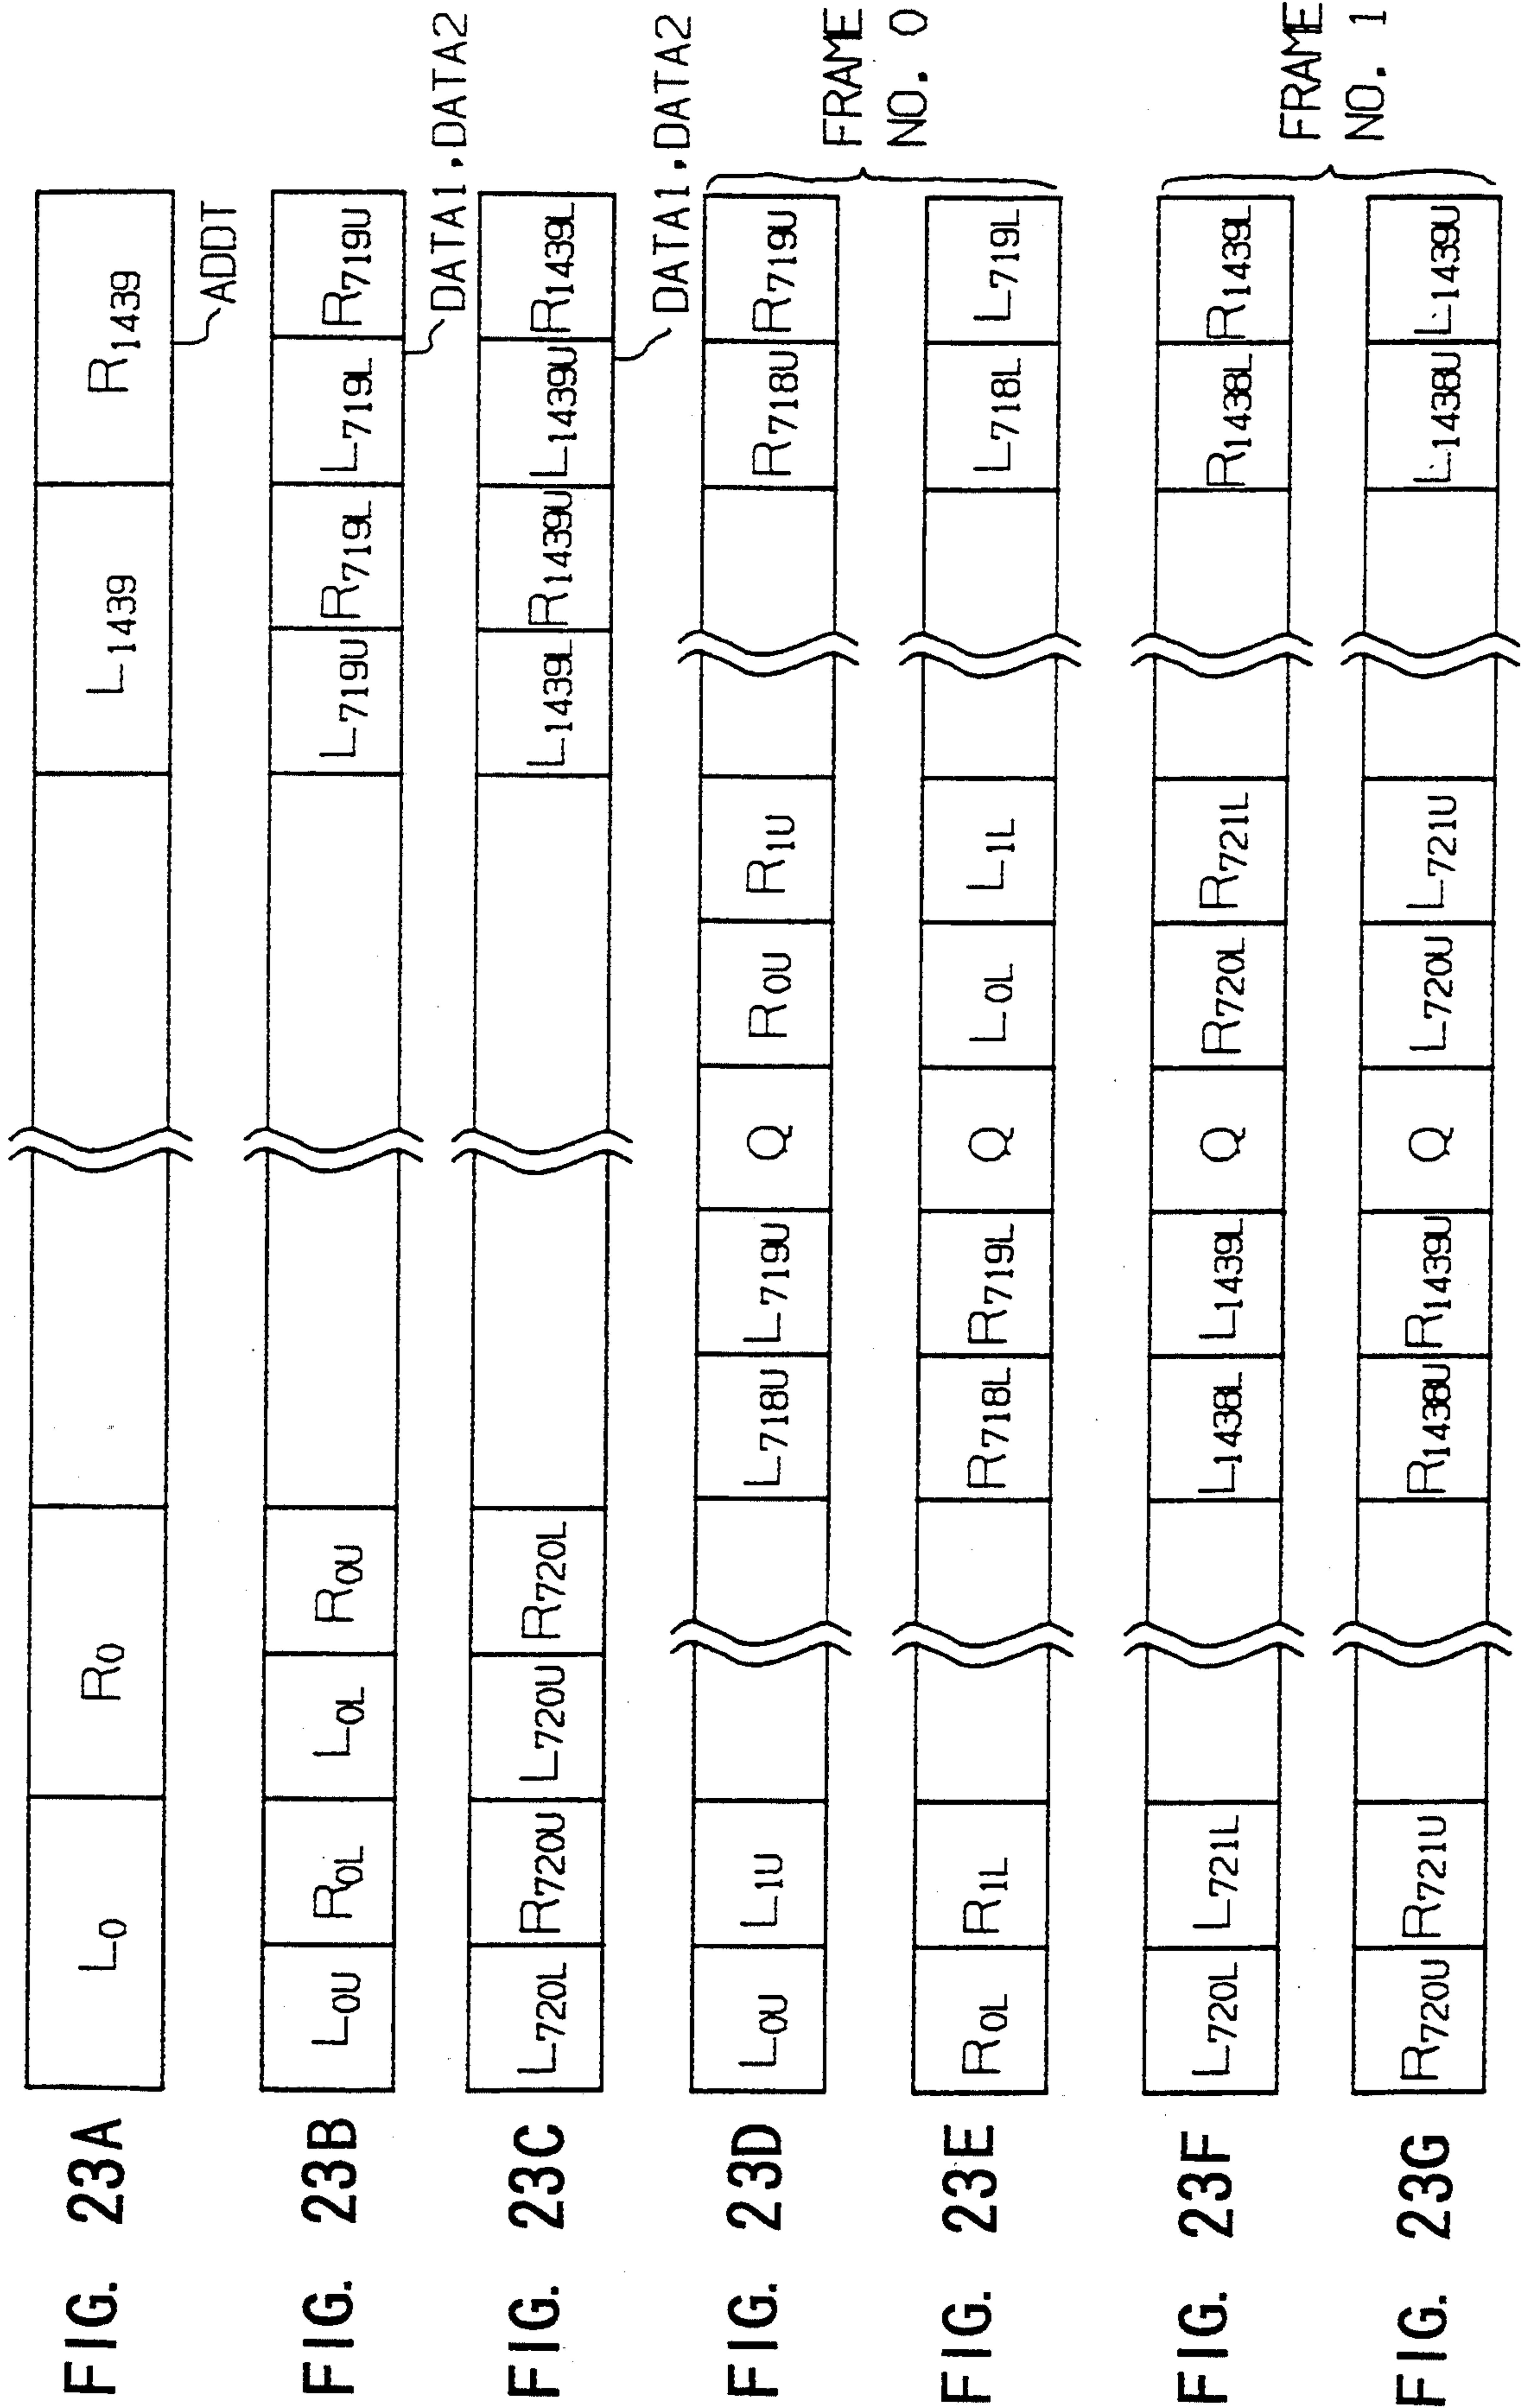 FIG. 23A L0 R0 L1439 R1439
ADDT
FIG. 23B L0U R0L L0L R0U L719U R719L L719L R719U
DATA1,DATA2
FIG. 23C L720L R720U L720U R720L L1439L R1439U L1439U R1439L
DATA1,DATA2
FIG. 23D L0U L1U L718U L719U Q R0U R1U R718U R719U
FIG. 23E R0L R1L R718L R719L Q L0L L1L L718L L719L
FRAME
NO. 0
FIG. 23F L720L L721L L1438L L1439L Q R720L R721L R1438L R1439L
FIG. 23G R720U R721U R1438U R1439U Q L720U L721U L1438U L1439U
FRAME
NO. 1